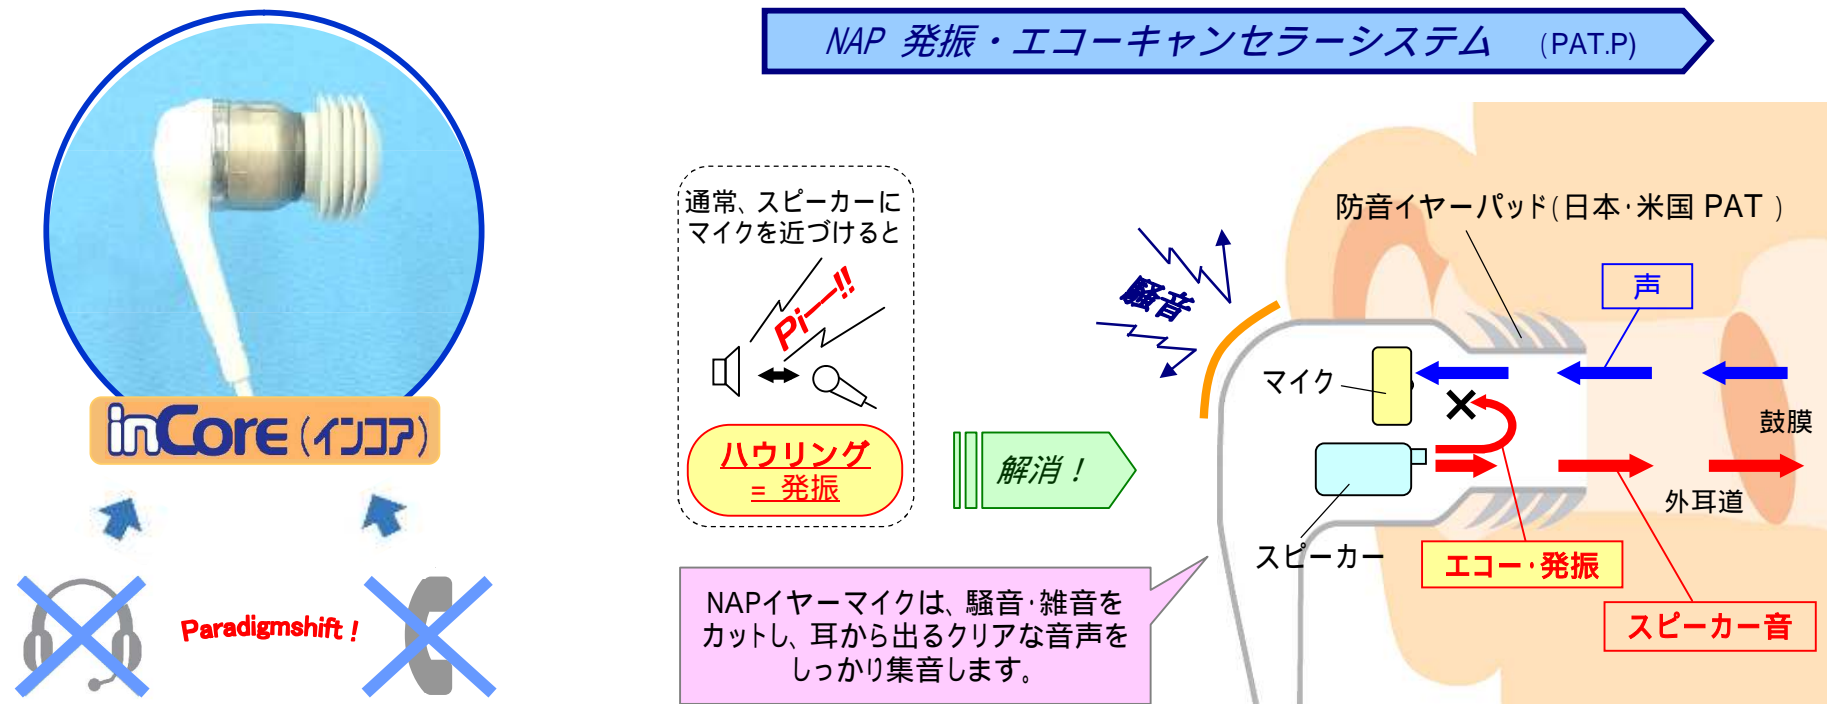 NAP 発振・エコーキャンセラーシステム (PAT.P)
inCore(インコア)
Paradigmshift !
通常、スピーカーに
マイクを近づけると
Pi—!!
ハウリング
= 発振
解消！
騒音
防音イヤーパッド(日本・米国 PAT )
声
マイク
鼓膜
外耳道
スピーカー
エコー・発振
スピーカー音
NAPイヤーマイクは、騒音・雑音を
カットし、耳から出るクリアな音声を
しっかり集音します。